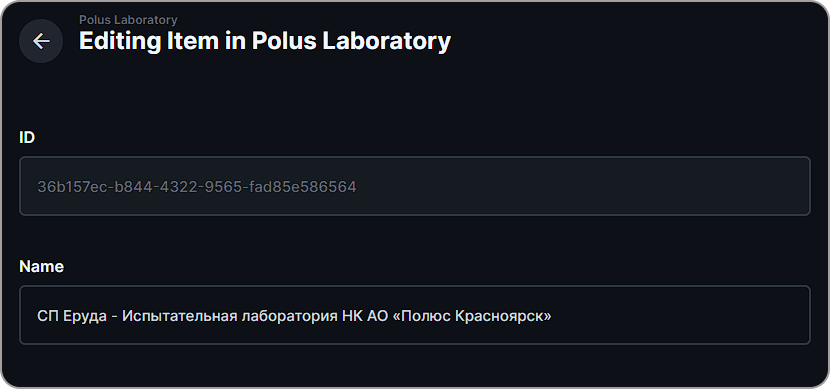 Polus Laboratory
Editing Item in Polus Laboratory
ID
36b157ec-b844-4322-9565-fad85e586564
Name
СП Еруда - Испытательная лаборатория НК АО «Полюс Красноярск»